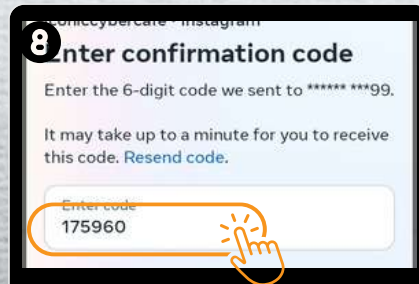 8
Enter confirmation code
Enter the 6-digit code we sent to ****** ***99.
It may take up to a minute for you to receive
this code. Resend code.
Enter code
175960